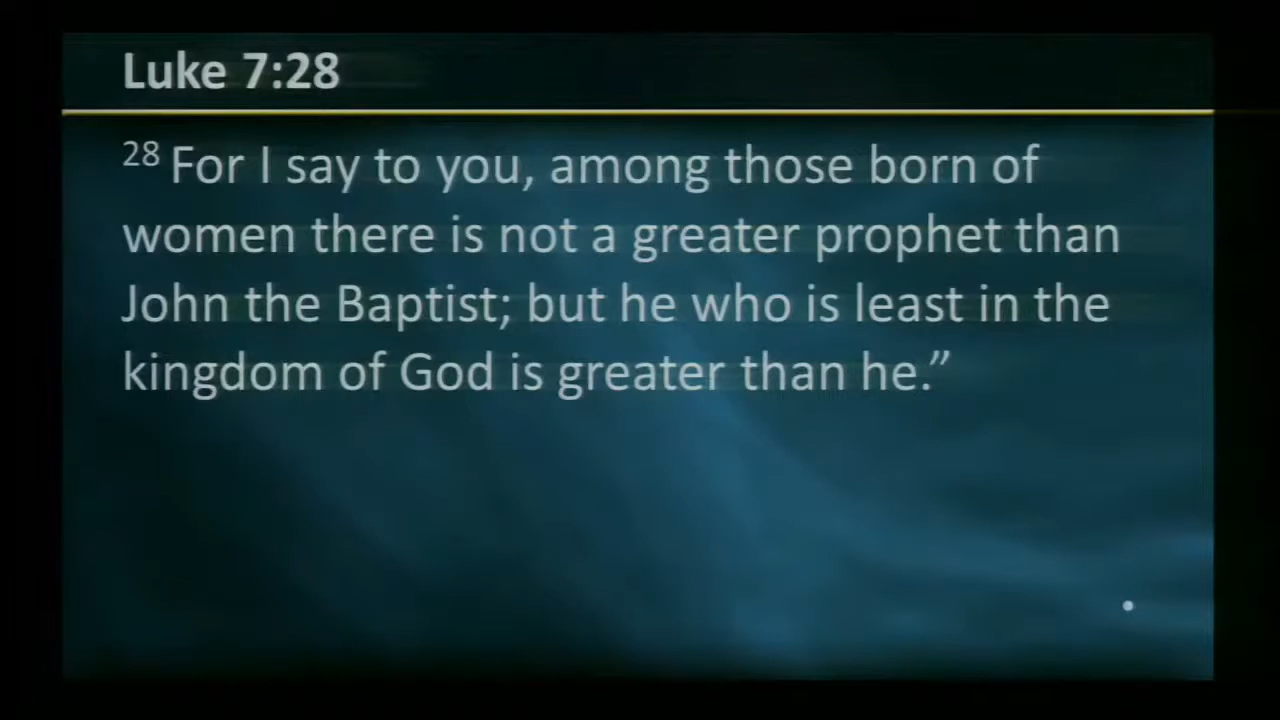 Luke 7:28
28 For I say to you, among those born of
women there is not a greater prophet than
John the Baptist; but he who is least in the
kingdom of God is greater than he.”